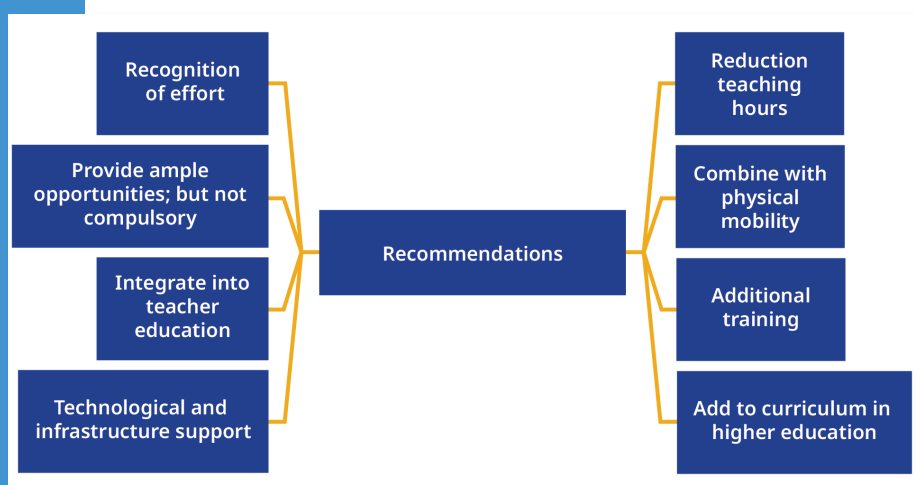 Recognition
of effort
Provide ample
opportunities; but not
compulsory
Integrate into
teacher
education
Technological and
infrastructure support
Recommendations
Reduction
teaching
hours
Combine with
physical
mobility
Additional
training
Add to curriculum in
higher education